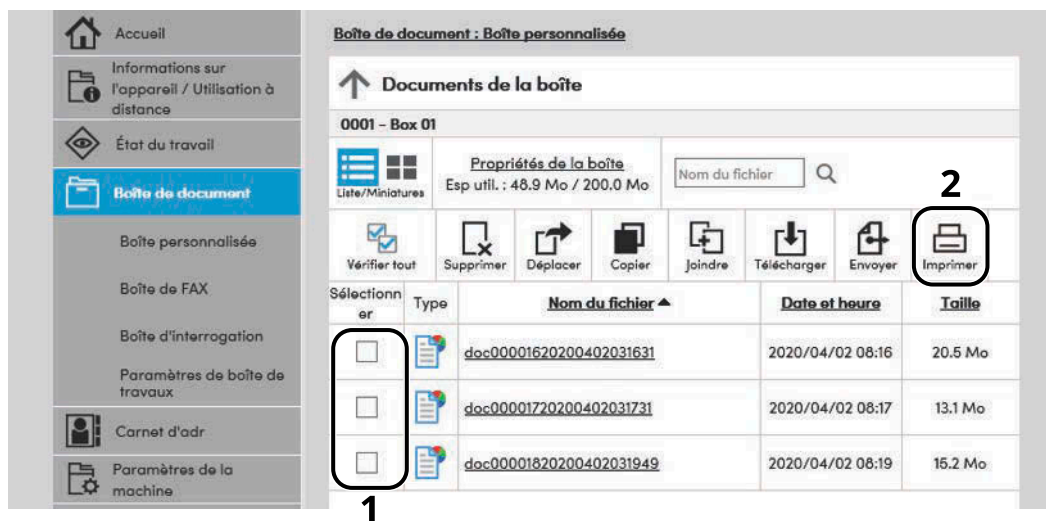 Accueil
Informations sur
l'appareil / Utilisation à
distance
État du travail
Boîte de document
Boîte personnalisée
Boîte de FAX
Boîte d'interrogation
Paramètres de boîte de
travaux
Carnet d'adr
Paramètres de la
machine
Boîte de document : Boîte personnalisée
Documents de la boîte
0001 - Box 01
Liste/Miniatures
Propriétés de la boîte
Esp util. : 48.9 Mo / 200.0 Mo
Nom du fichier
2
Vérifier tout Supprimer Déplacer Copier Joindre Télécharger Envoyer Imprimer
Sélectionn
er
Type Nom du fichier Date et heure Taille
doc00001620200402031631 2020/04/02 08:16 20.5 Mo
doc00001720200402031731 2020/04/02 08:17 13.1 Mo
doc00001820200402031949 2020/04/02 08:19 15.2 Mo
1